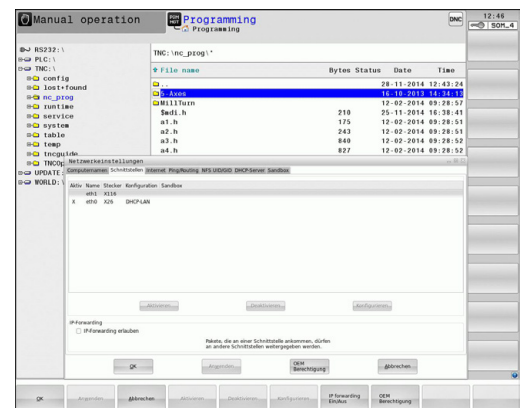 Manual operation
PGM MGT
Programming
Programming
DNC
12:46
SOM_4
RS232:\
PLC:\
TNC:\
config
lost+found
nc_prog
runtime
service
system
table
temp
tncguide
UPDATE:
WORLD:\
TNC:\nc_prog\*
File name Bytes Status Date Time
.. 28-11-2014 12:43:24
5-Axes 16-10-2013 14:34:13
MillTurn 12-02-2014 09:28:57
$mdi.h 210 25-11-2014 16:38:41
a1.h 175 12-02-2014 09:28:51
a2.h 243 12-02-2014 09:28:51
a3.h 840 12-02-2014 09:28:52
a4.h 827 12-02-2014 09:28:52
Netzwerkeinstellungen
Computernamen Schnittstellen Internet Ping/Routing NFS UID/GID DHCP-Server Sandbox
Aktiv Name Stecker Konfiguration Sandbox
eth1 X116
X eth0 X26 DHCP-LAN
Aktivieren Deaktivieren Konfigurieren
IP-Forwarding
IP-Forwarding erlauben
Pakete, die an einer Schnittstelle ankommen, dürfen
an andere Schnittstellen weitergegeben werden.
OK Anwenden OEM Berechtigung Abbrechen
OK Anwenden Abbrechen Aktivieren Deaktivieren Konfigurieren IP forwarding Ein/Aus OEM Berechtigung